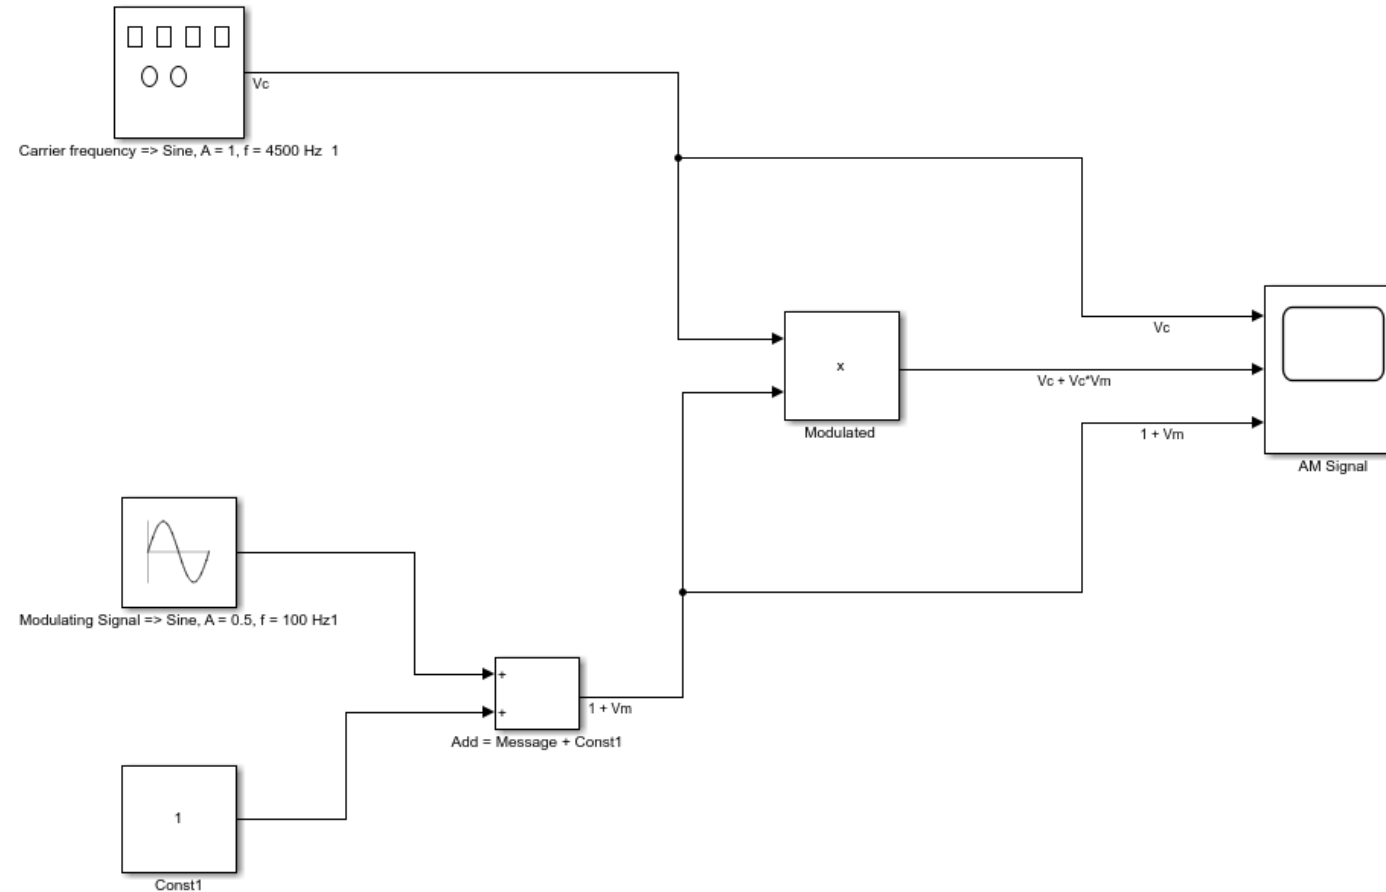 Vc
Carrier frequency => Sine, A = 1, f = 4500 Hz  1
x
Modulated
Vc
Vc + Vc*Vm
1 + Vm
AM Signal
Modulating Signal => Sine, A = 0.5, f = 100 Hz1
+
+
1 + Vm
Add = Message + Const1
1
Const1